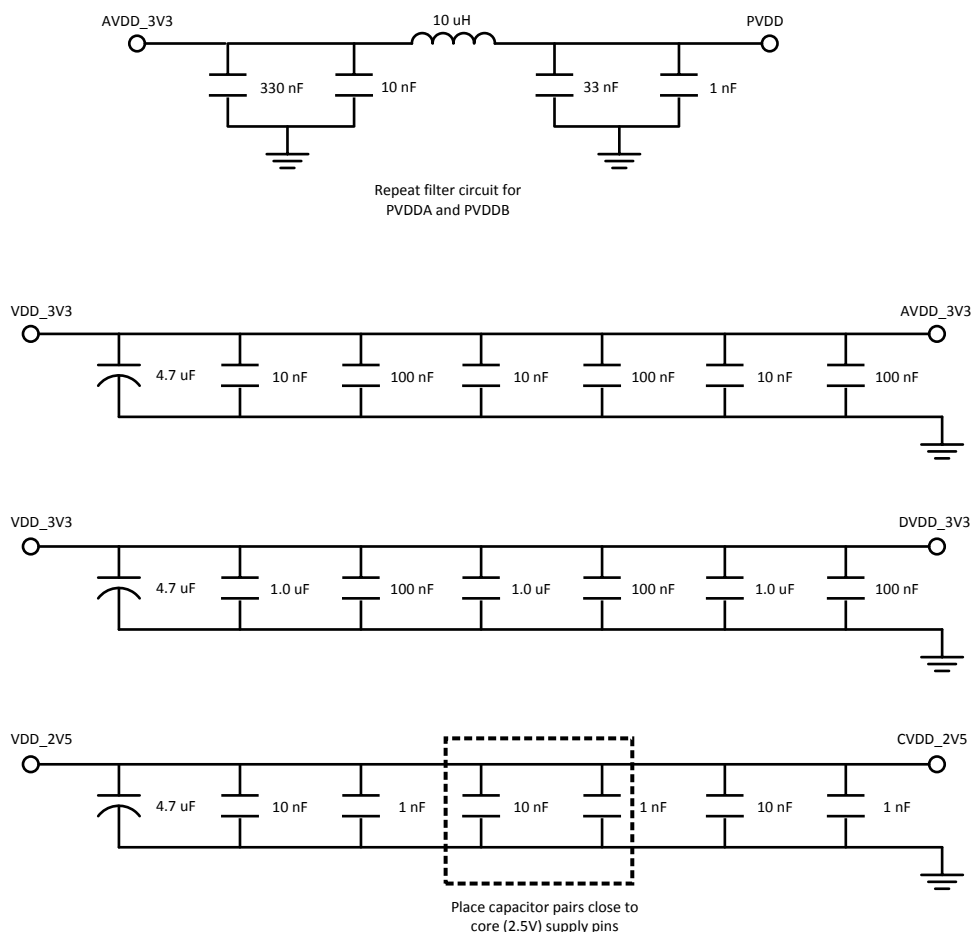 AVDD_3V3
10 uH
PVDD
330 nF
10 nF
33 nF
1 nF
Repeat filter circuit for
PVDDA and PVDDB
VDD_3V3
AVDD_3V3
4.7 uF
10 nF
100 nF
10 nF
100 nF
10 nF
100 nF
VDD_3V3
DVDD_3V3
4.7 uF
1.0 uF
100 nF
1.0 uF
100 nF
1.0 uF
100 nF
VDD_2V5
CVDD_2V5
4.7 uF
10 nF
1 nF
10 nF
1 nF
10 nF
1 nF
Place capacitor pairs close to
core (2.5V) supply pins